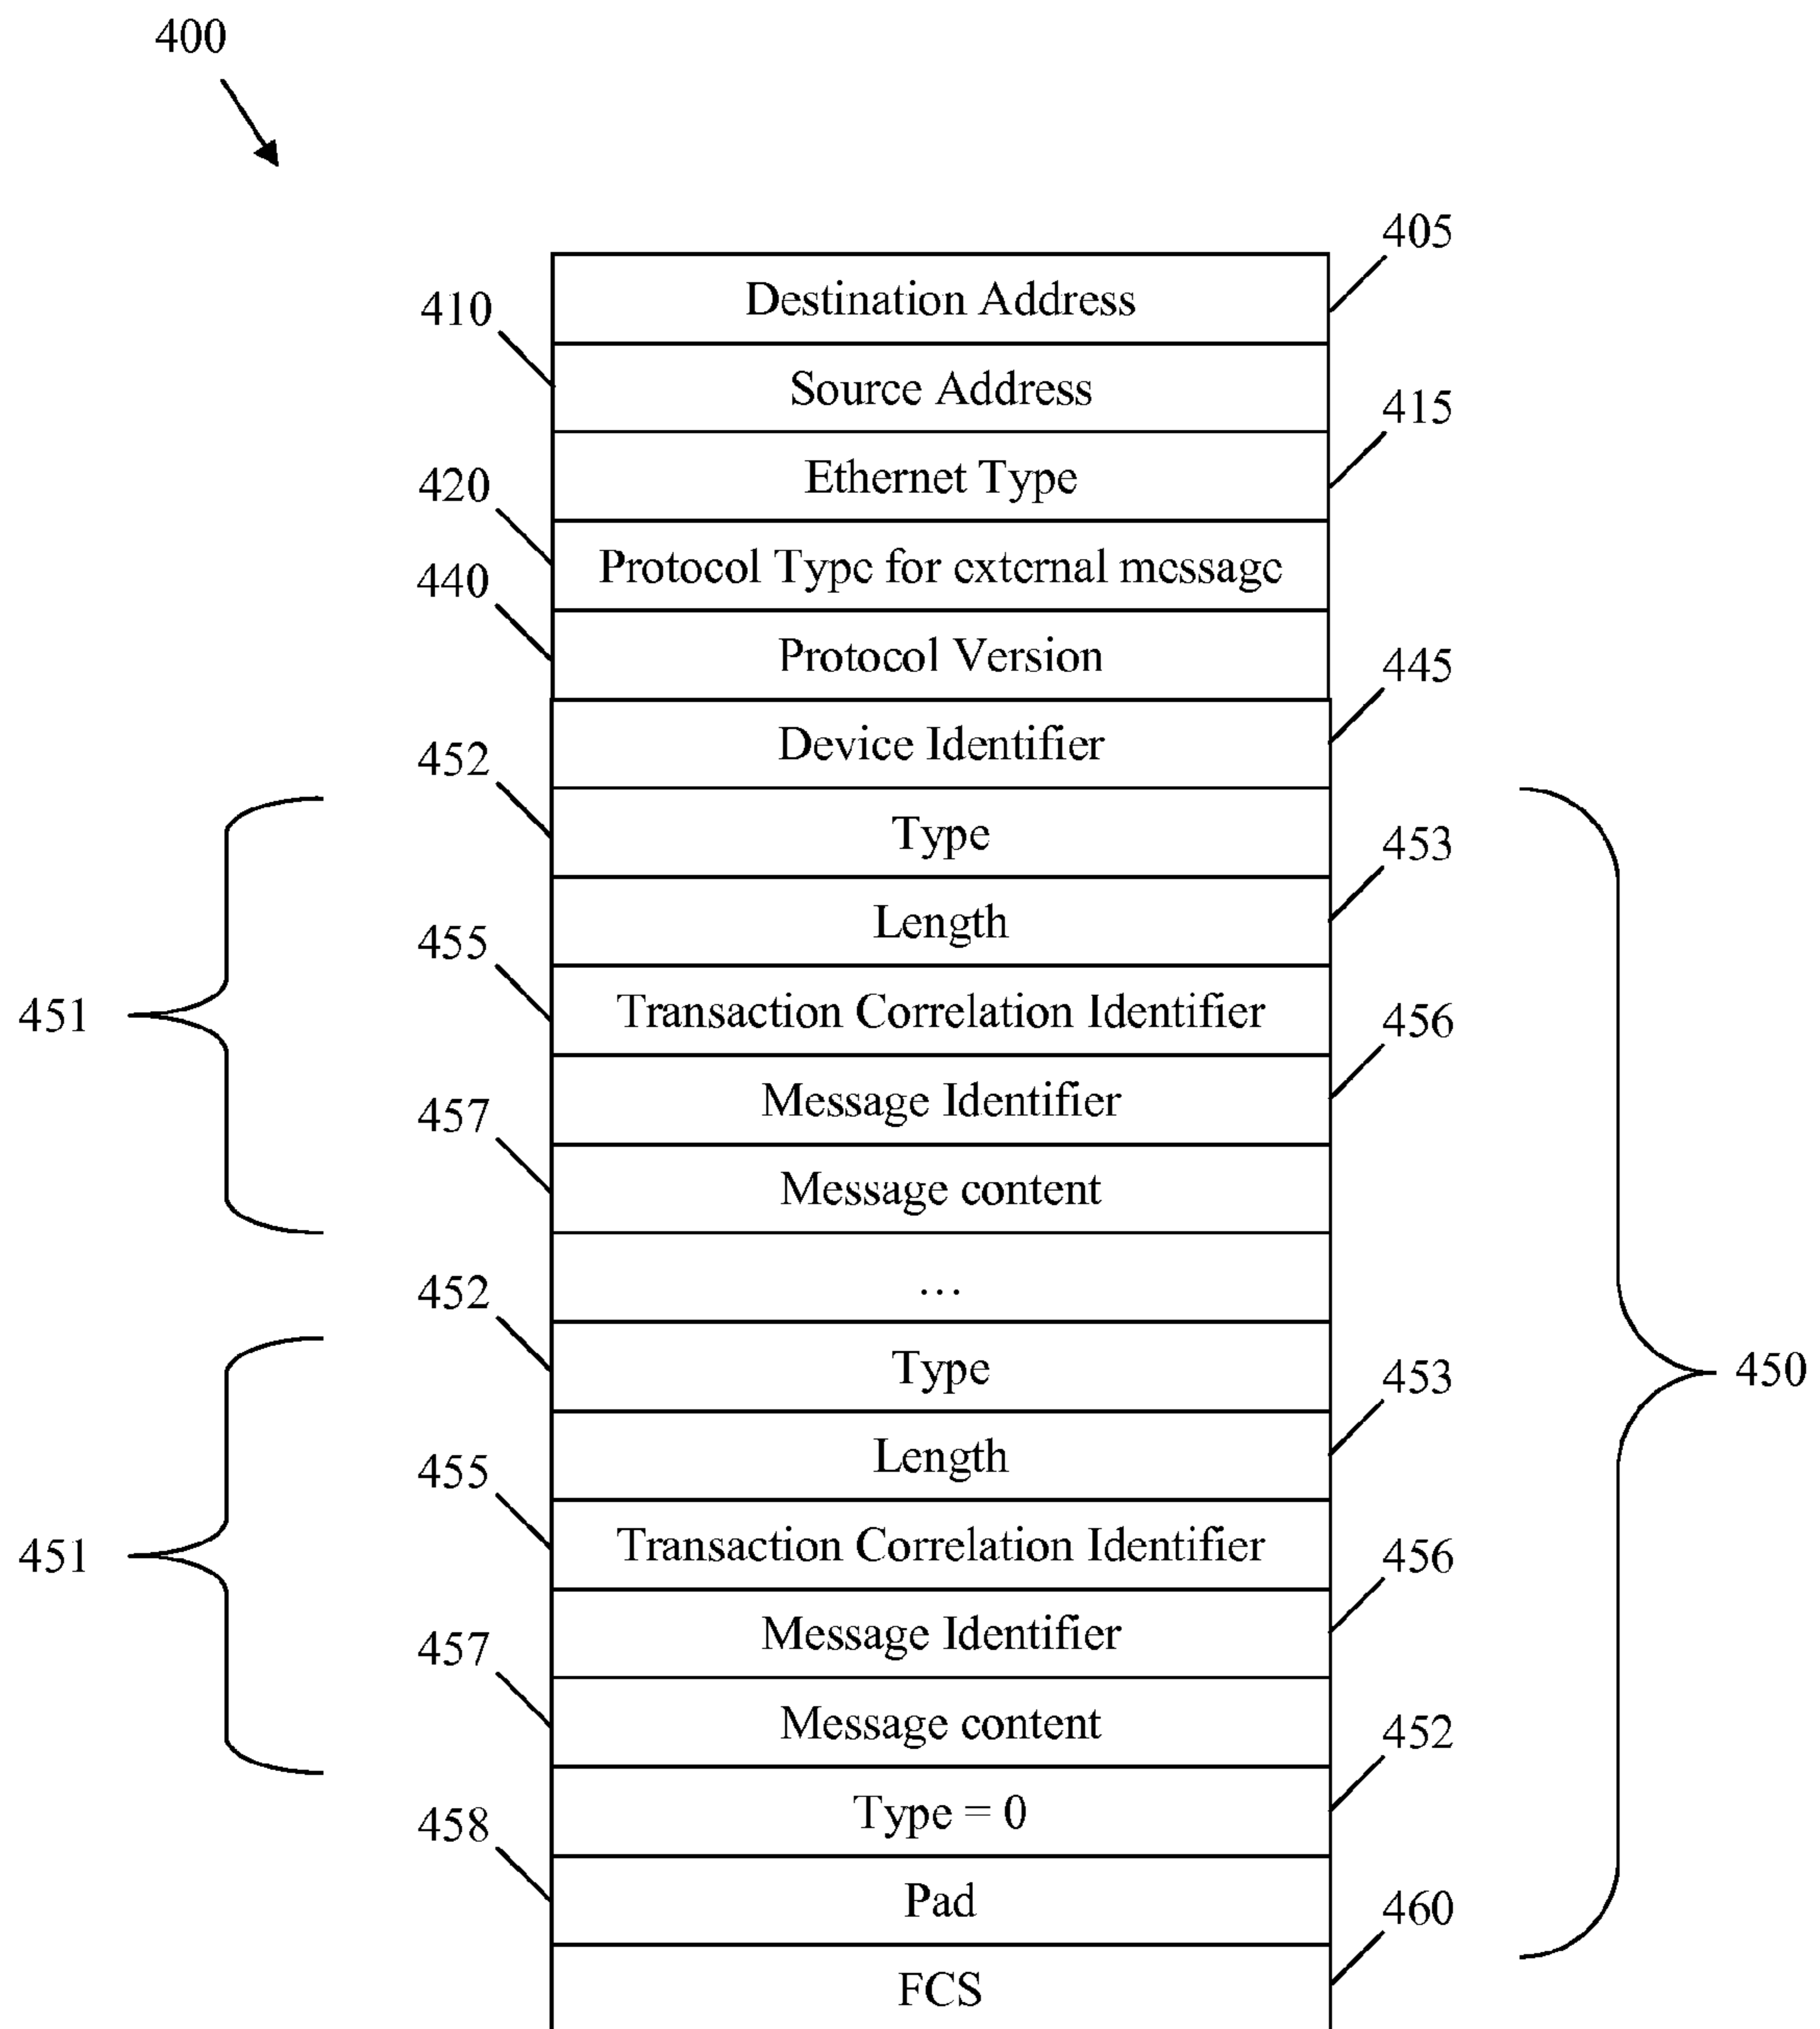 400
405
Destination Address
410
Source Address
415
Ethernet Type
420
Protocol Type for external message
440
Protocol Version
445
Device Identifier
452
Type
453
Length
455
Transaction Correlation Identifier
451
456
Message Identifier
457
Message content
...
452
Type
453
450
Length
455
Transaction Correlation Identifier
451
456
Message Identifier
457
Message content
452
Type = 0
458
Pad
460
FCS